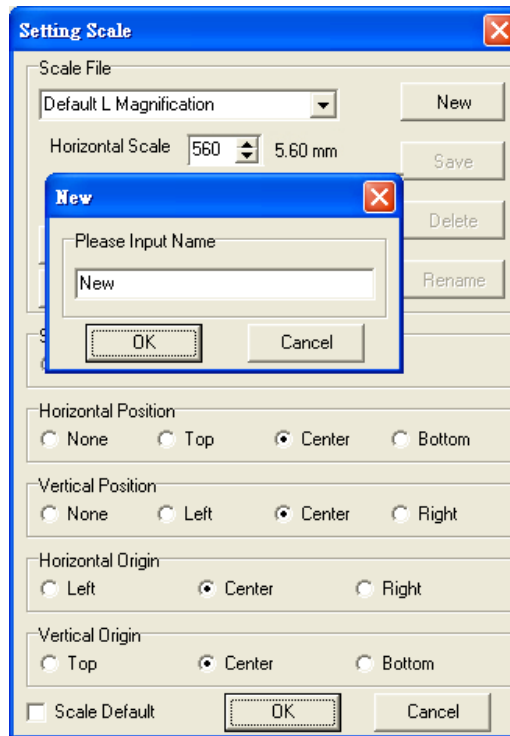 Setting Scale
Scale File
Default L Magnification
New
Horizontal Scale 560 5.60 mm
Save
New
Delete
Please Input Name
New
Rename
OK Cancel
Horizontal Position
None Top Center Bottom
Vertical Position
None Left Center Right
Horizontal Origin
Left Center Right
Vertical Origin
Top Center Bottom
Scale Default OK Cancel